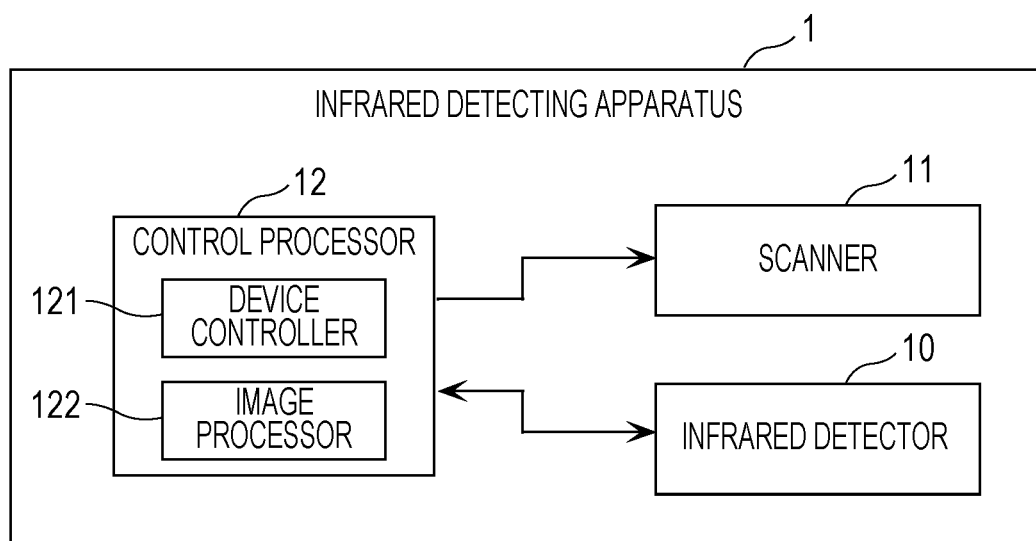 1
INFRARED DETECTING APPARATUS
12
CONTROL PROCESSOR
121
DEVICE
CONTROLLER
122
IMAGE
PROCESSOR
11
SCANNER
10
INFRARED DETECTOR